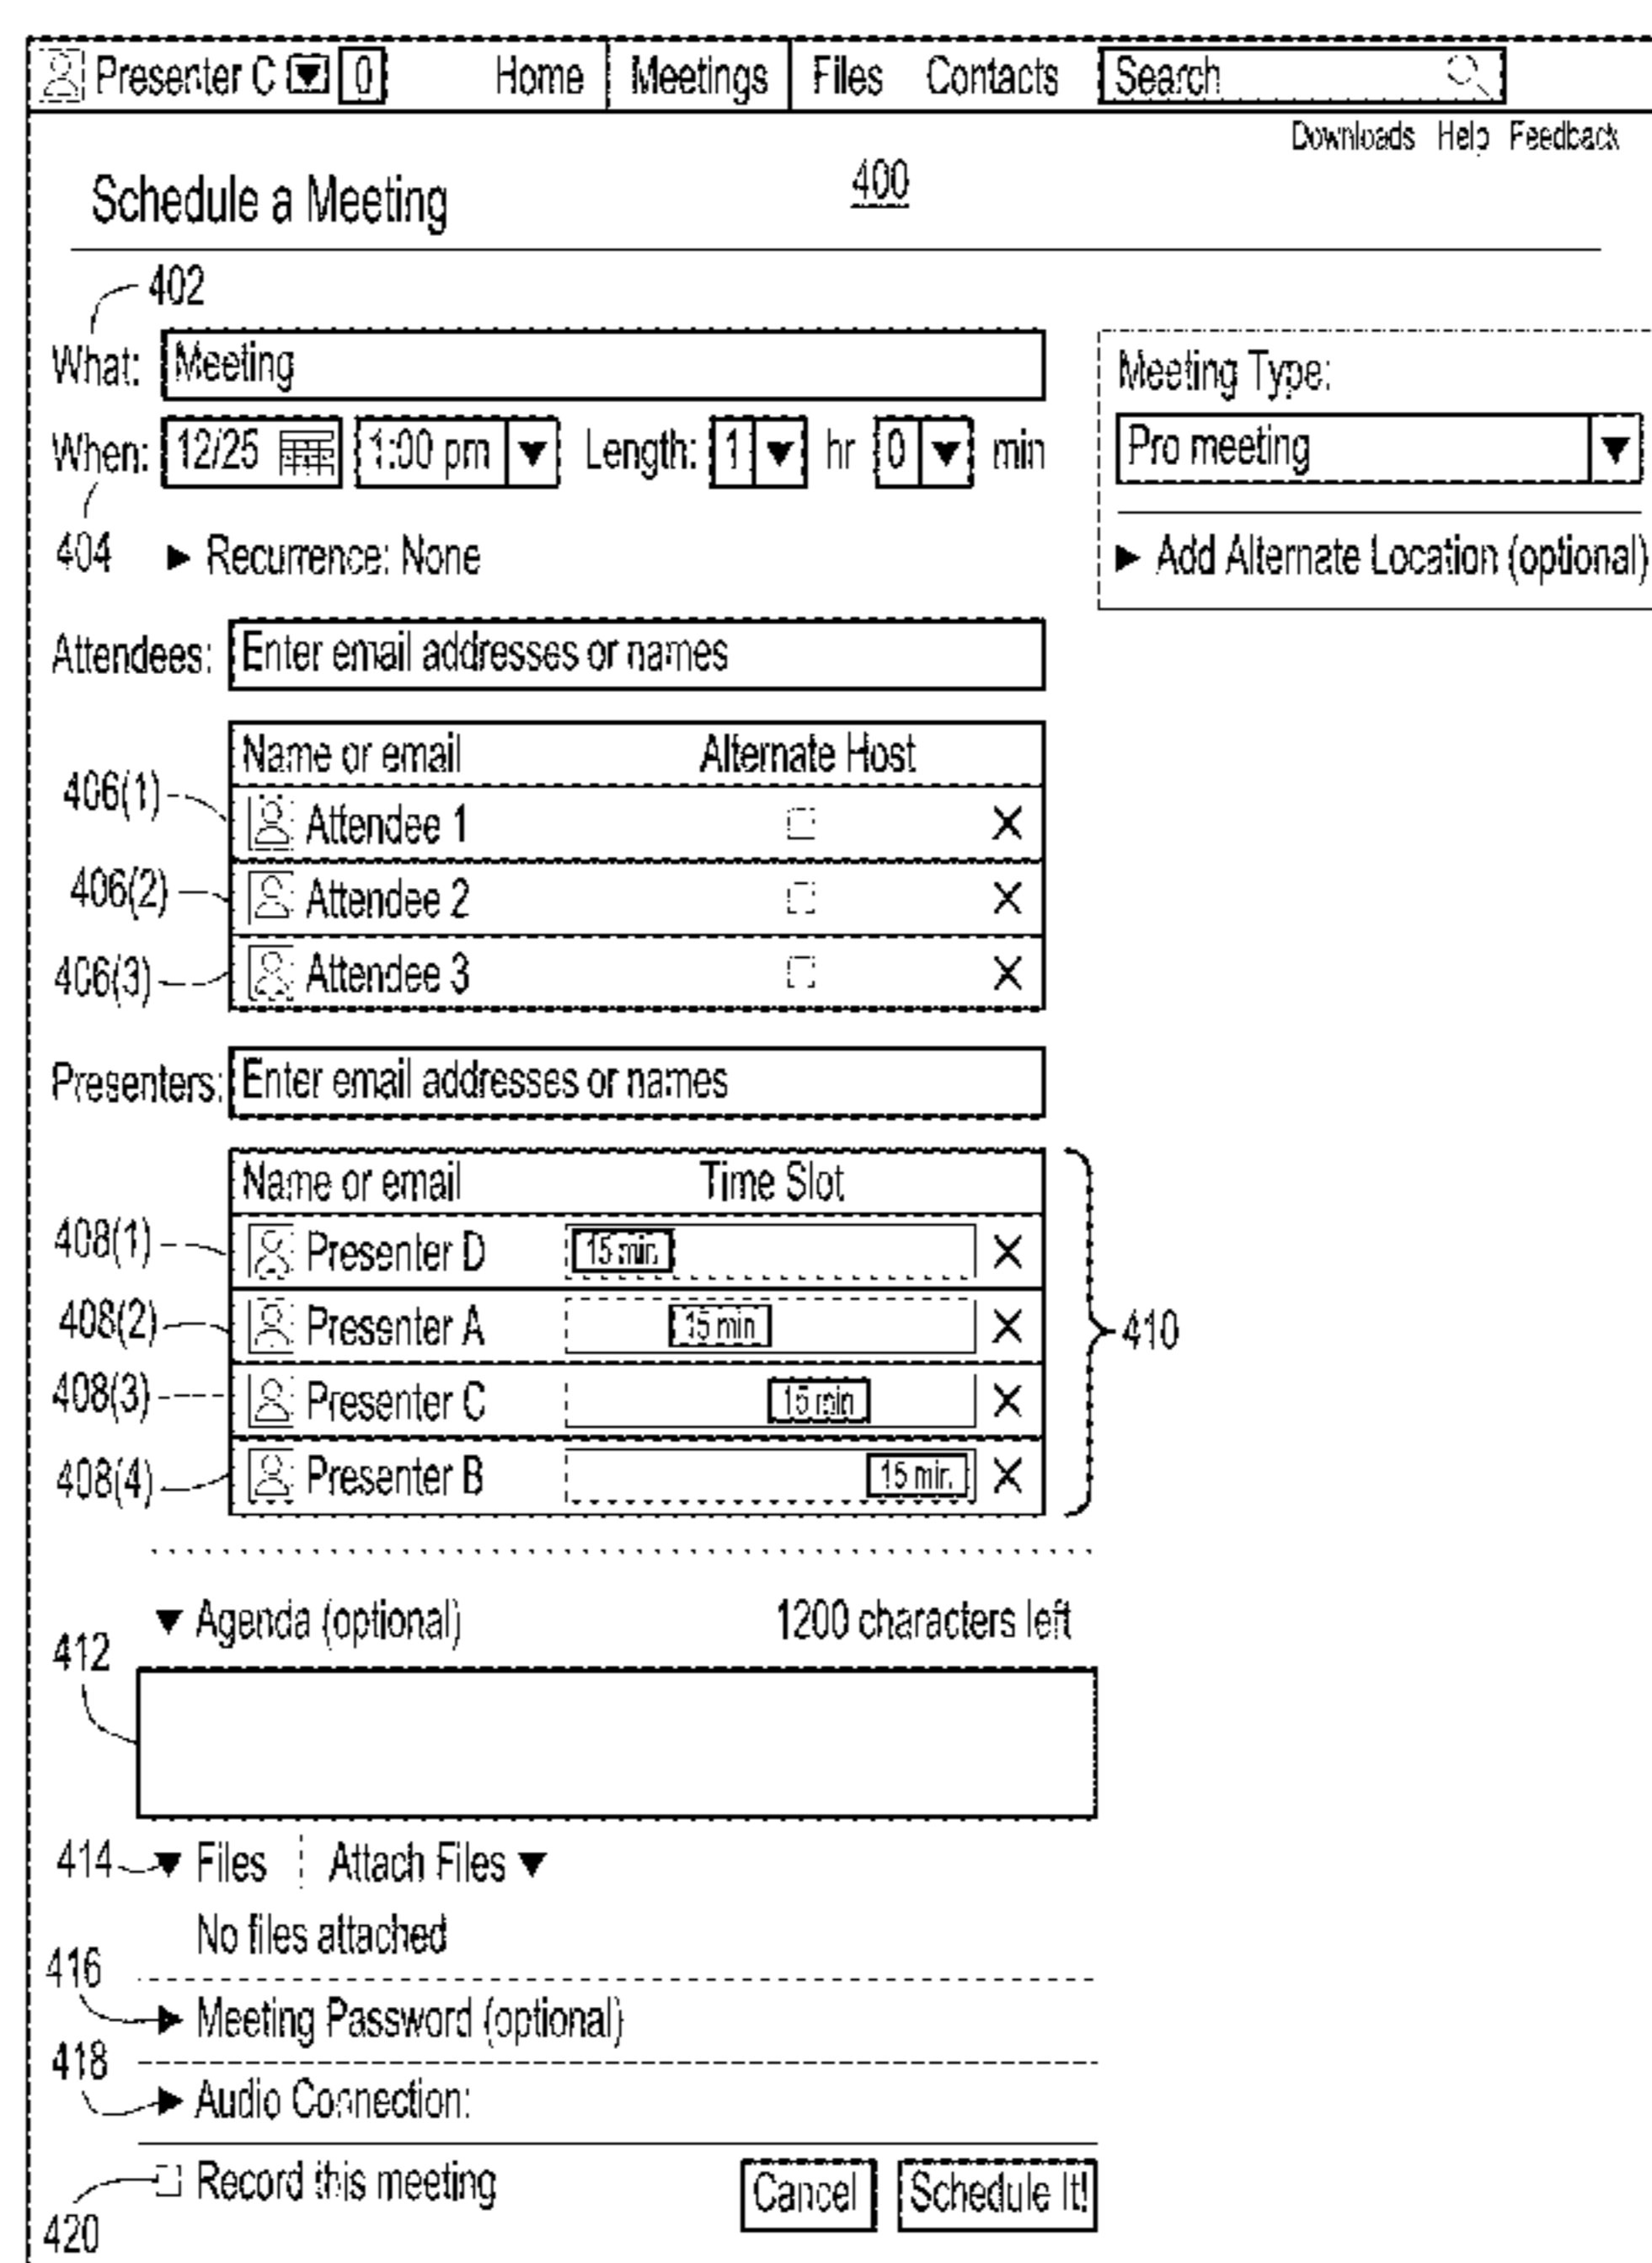 Presenter C 0 Home Meetings Files Contacts Search
Downloads Help Feedback
Schedule a Meeting 400
402
What: Meeting
Meeting Type:
When: 12/25 1:00 pm Length: 1 hr 0 min
Pro meeting
404 Recurrence: None
Add Alternate Location (optional)
Attendees: Enter email addresses or names
Name or email Alternate Host
406(1) Attendee 1
406(2) Attendee 2
406(3) Attendee 3
Presenters: Enter email addresses or names
Name or email Time Slot
408(1) Presenter D 15 min.
408(2) Presenter A 15 min
410
408(3) Presenter C 15 min
408(4) Presenter B 15 min.
Agenda (optional) 1200 characters left
412
414 Files Attach Files
No files attached
416
Meeting Password (optional)
418
Audio Connection:
Record this meeting Cancel Schedule It!
420